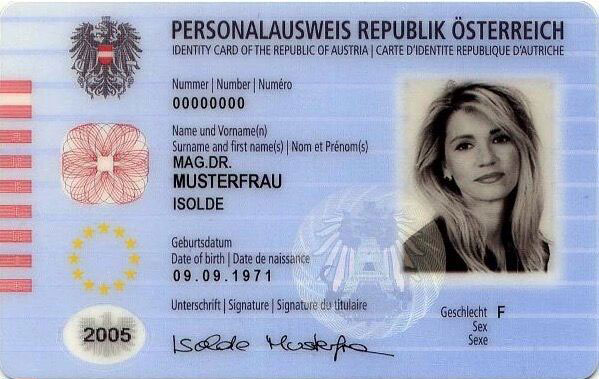 PERSONALAUSWEIS REPUBLIK ÖSTERREICH
IDENTITY CARD OF THE REPUBLIC OF AUSTRIA | CARTE D'IDENTITE REPUBLIQUE D'AUTRICHE
Nummer | Number | Numéro
00000000
Name und Vorname(n)
Surname and first name(s) | Nom et Prénom(s)
MAG.DR.
MUSTERFRAU
ISOLDE
Geburtsdatum
Date of birth | Date de naissance
09.09.1971
Unterschrift | Signature | Signature du titulaire
Isolde Musterfrau
2005
Geschlecht F
Sex
Sexe